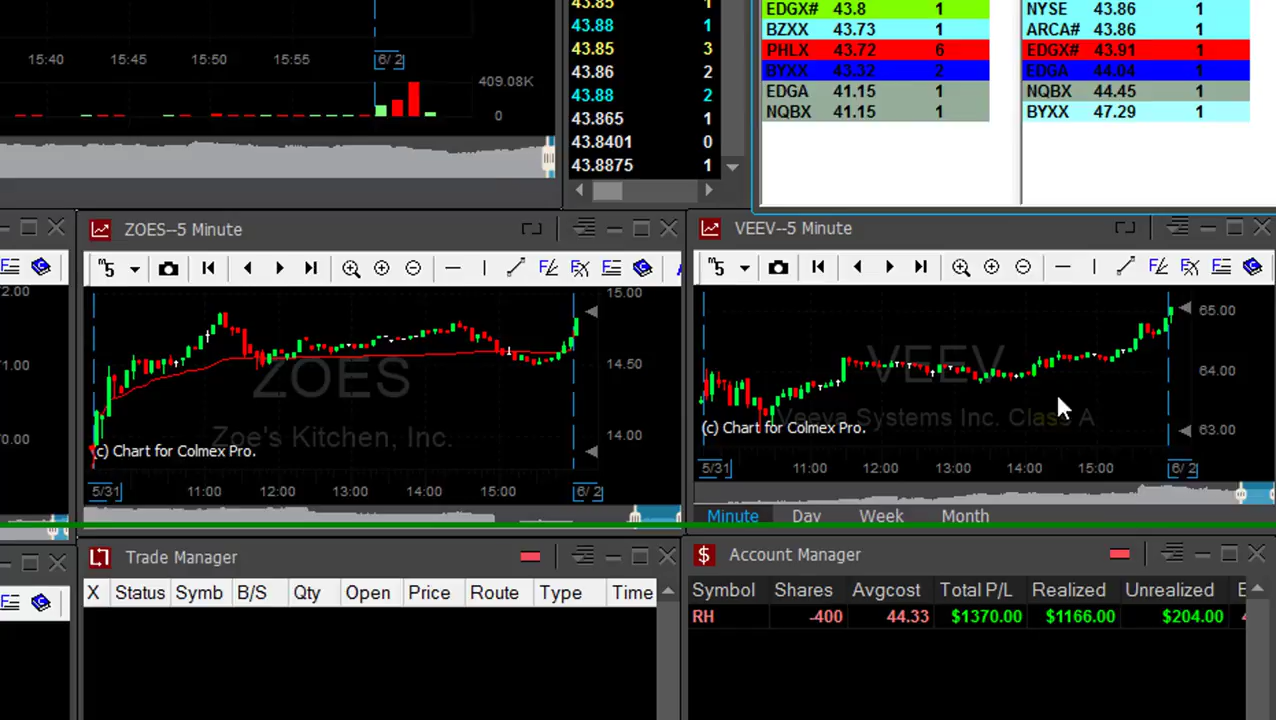 15:40 15:45 15:50 15:55 6/ 2
409.08K
0
43.85 1
43.88 1
43.85 3
43.86 2
43.88 2
43.865 1
43.8401 0
43.8875 1
EDGX# 43.8 1
BZXX 43.73 1
PHLX 43.72 6
BYXX 43.32 2
EDGA 41.15 1
NQBX 41.15 1
NYSE 43.86 1
ARCA# 43.86 1
EDGX# 43.91 1
EDGA 44.04 1
NQBX 44.45 1
BYXX 47.29 1
2.00
1.00
0.00
ZOES--5 Minute
m5
15.00
14.50
14.00
ZOES
Zoe's Kitchen, Inc.
(c) Chart for Colmex Pro.
5/31 11:00 12:00 13:00 14:00 15:00 6/ 2
VEEV--5 Minute
m5
65.00
64.00
63.00
VEEV
Veeva Systems Inc. Class A
(c) Chart for Colmex Pro.
5/31 11:00 12:00 13:00 14:00 15:00 6/ 2
Minute Day Week Month
Trade Manager
X Status Symb B/S Qty Open Price Route Type Time
Account Manager
Symbol Shares Avgcost Total P/L Realized Unrealized
RH -400 44.33 $1370.00 $1166.00 $204.00